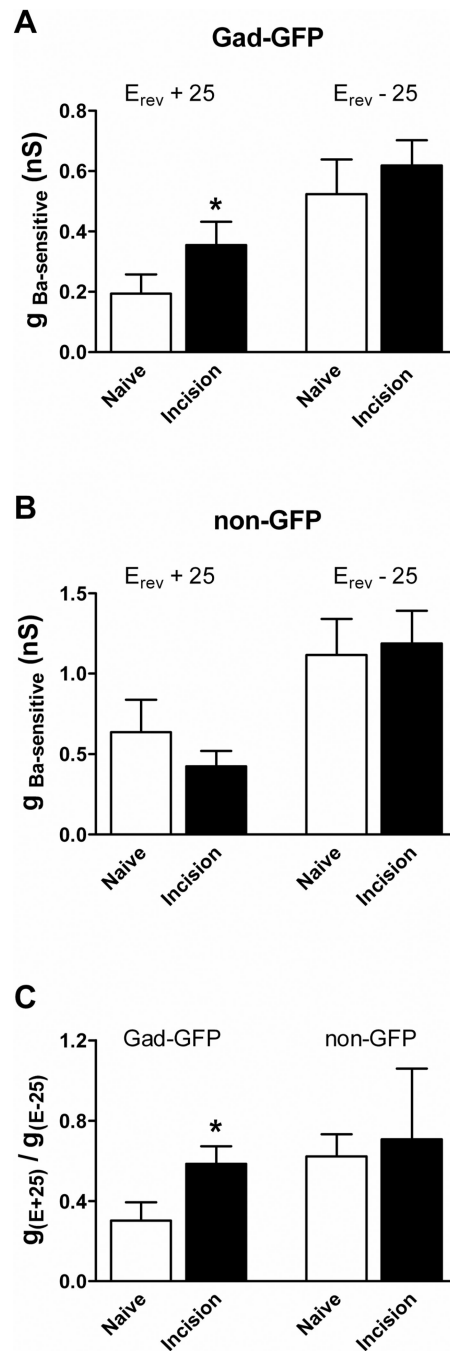 A
Gad-GFP
Erev + 25 Erev - 25
g Ba-sensitive (nS)
0.8
0.6
0.4
0.2
0.0
*
Naive Incision Naive Incision
B
non-GFP
Erev + 25 Erev - 25
g Ba-sensitive (nS)
1.5
1.0
0.5
0.0
Naive Incision Naive Incision
C
Gad-GFP non-GFP
g(E+25) / g(E-25)
1.2
0.8
0.4
0.0
*
Naive Incision Naive Incision